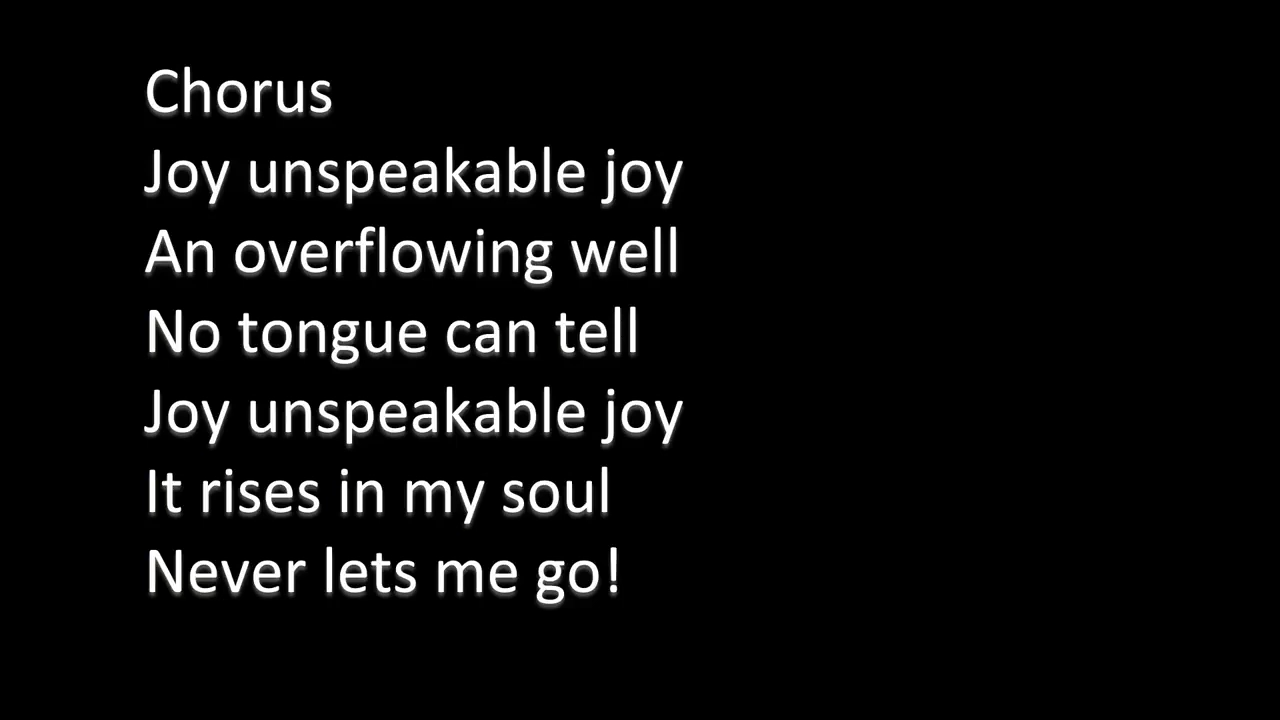 Chorus
Joy unspeakable joy
An overflowing well
No tongue can tell
Joy unspeakable joy
It rises in my soul
Never lets me go!